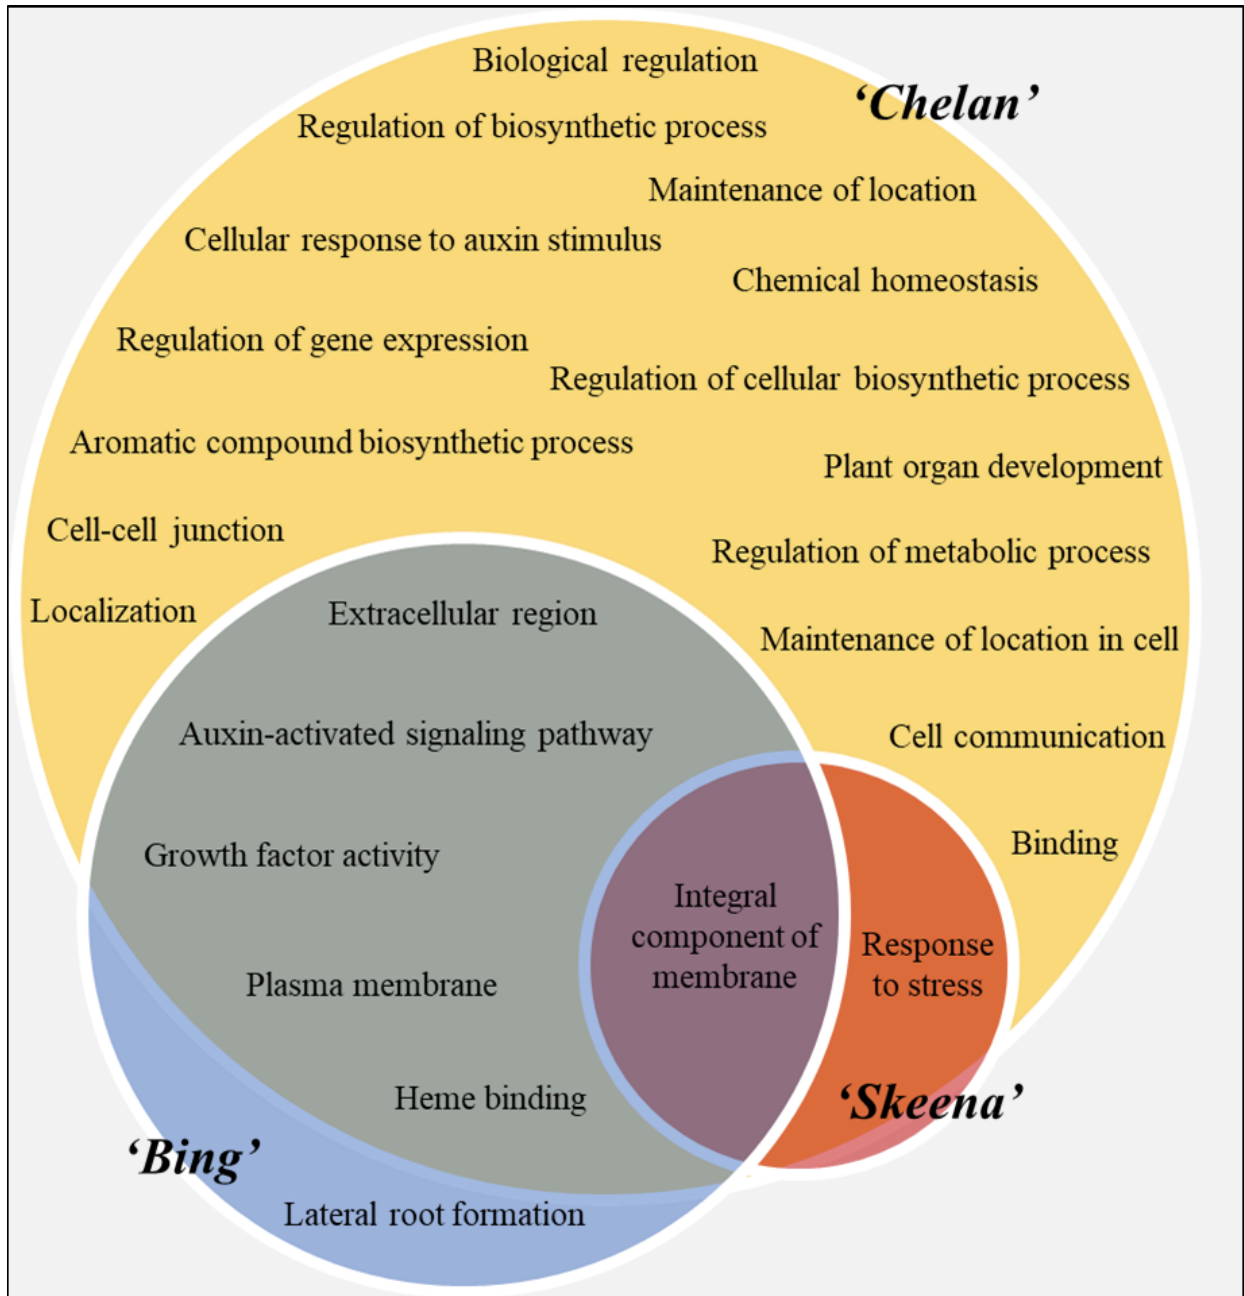 Biological regulation
‘Chelan’
Regulation of biosynthetic process
Maintenance of location
Cellular response to auxin stimulus
Chemical homeostasis
Regulation of gene expression
Regulation of cellular biosynthetic process
Aromatic compound biosynthetic process
Plant organ development
Cell-cell junction
Regulation of metabolic process
Localization
Extracellular region
Maintenance of location in cell
Auxin-activated signaling pathway
Cell communication
Growth factor activity
Binding
Integral
component of
membrane
Response
to stress
Plasma membrane
Heme binding
‘Skeena’
‘Bing’
Lateral root formation